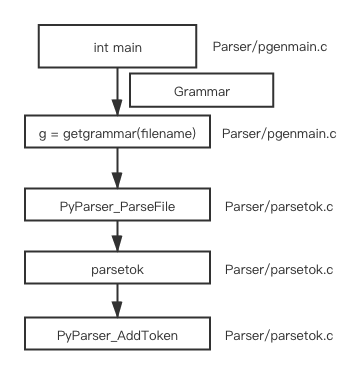 int main
Parser/pgenmain.c
Grammar
g = getgrammar(filename)
Parser/pgenmain.c
PyParser_ParseFile
Parser/parsetok.c
parsetok
Parser/parsetok.c
PyParser_AddToken
Parser/parsetok.c